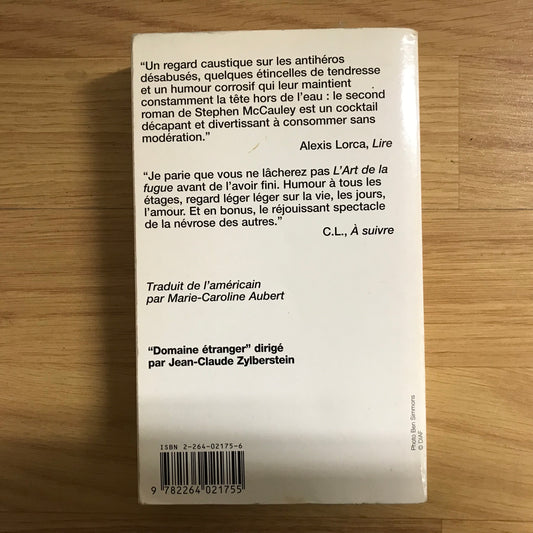 “Un regard caustique sur les antihéros
désabusés, quelques étincelles de tendresse
et un humour corrosif qui leur maintient
constamment la tête hors de l’eau : le second
roman de Stephen McCauley est un cocktail
décapant et divertissant à consommer sans
modération.”
Alexis Lorca, Lire
“Je parie que vous ne lâcherez pas L’Art de la
fugue avant de l’avoir fini. Humour à tous les
étages, regard léger léger sur la vie, les jours,
l’amour. Et en bonus, le réjouissant spectacle
de la névrose des autres.”
C.L., À suivre
Traduit de l’américain
par Marie-Caroline Aubert
“Domaine étranger” dirigé
par Jean-Claude Zylberstein
ISBN 2-264-02175-6
9 782264 021755
Photo Ben Simmons
© DIAF